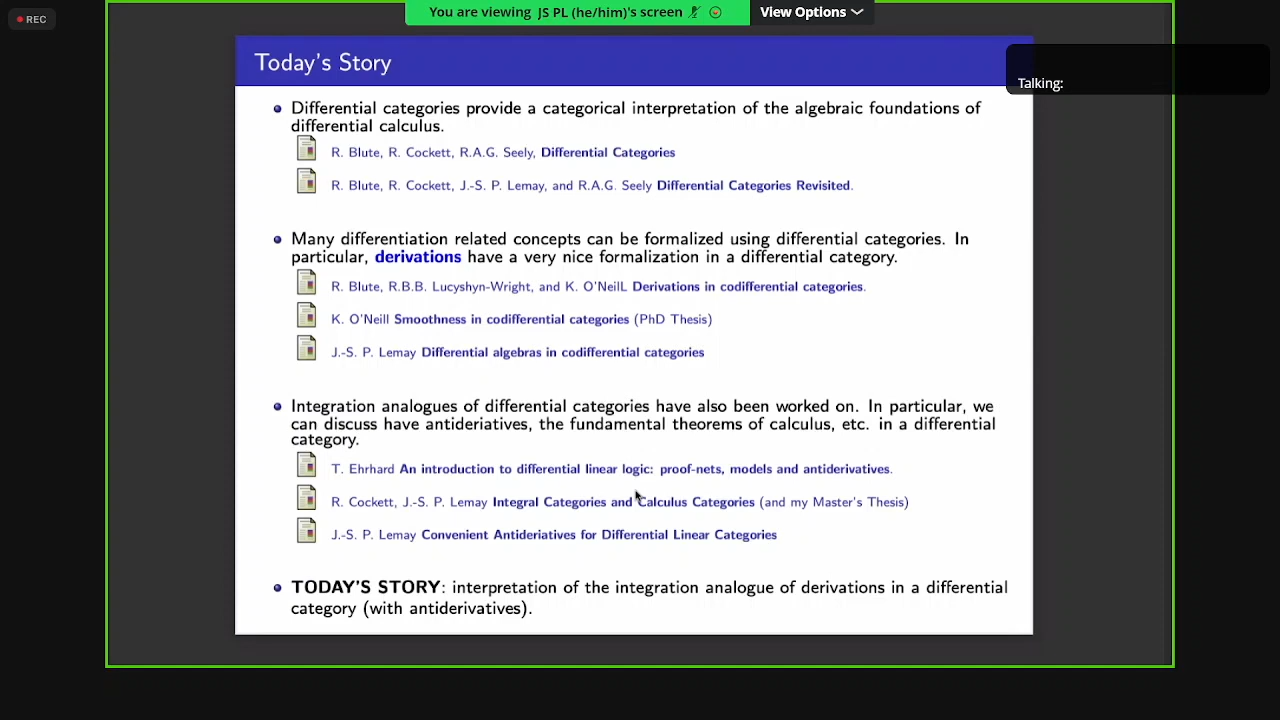 REC
You are viewing JS PL (he/him)'s screen
View Options
Talking:
Today's Story
Differential categories provide a categorical interpretation of the algebraic foundations of
differential calculus.
R. Blute, R. Cockett, R.A.G. Seely, Differential Categories
R. Blute, R. Cockett, J.-S. P. Lemay, and R.A.G. Seely Differential Categories Revisited.
Many differentiation related concepts can be formalized using differential categories. In
particular, derivations have a very nice formalization in a differential category.
R. Blute, R.B.B. Lucyshyn-Wright, and K. O'NeilL Derivations in codifferential categories.
K. O'Neill Smoothness in codifferential categories (PhD Thesis)
J.-S. P. Lemay Differential algebras in codifferential categories
Integration analogues of differential categories have also been worked on. In particular, we
can discuss have antideriatives, the fundamental theorems of calculus, etc. in a differential
category.
T. Ehrhard An introduction to differential linear logic: proof-nets, models and antiderivatives.
R. Cockett, J.-S. P. Lemay Integral Categories and Calculus Categories (and my Master's Thesis)
J.-S. P. Lemay Convenient Antideriatives for Differential Linear Categories
TODAY'S STORY: interpretation of the integration analogue of derivations in a differential
category (with antiderivatives).